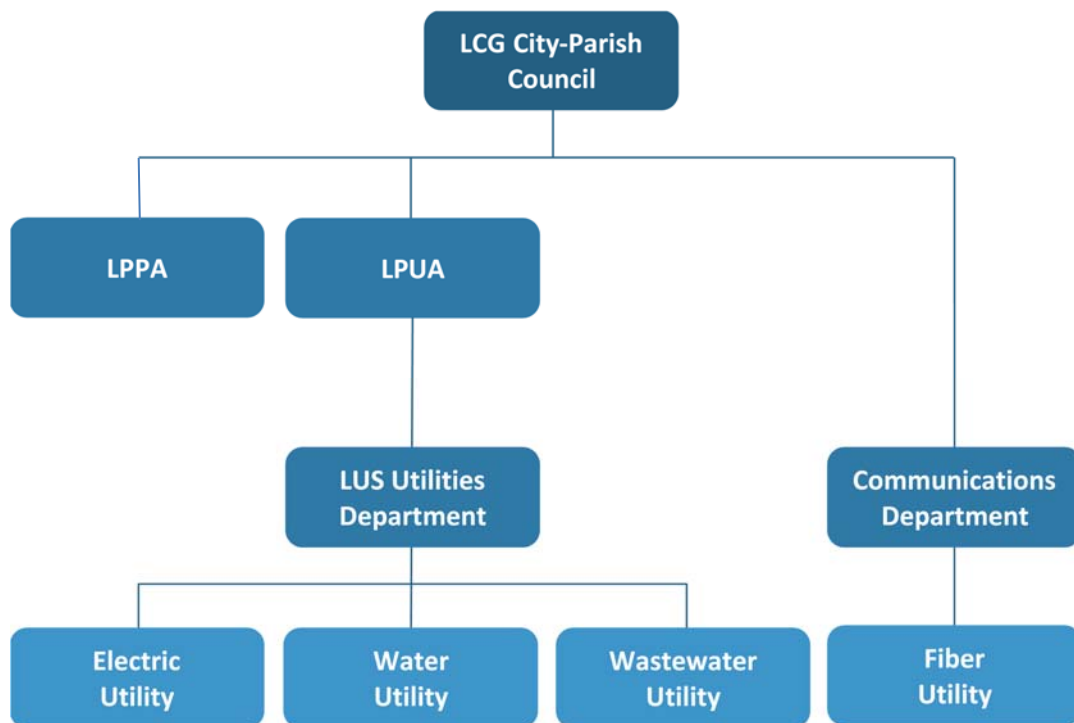 LCG City-Parish
Council
LPPA
LPUA
LUS Utilities
Department
Communications
Department
Electric
Utility
Water
Utility
Wastewater
Utility
Fiber
Utility